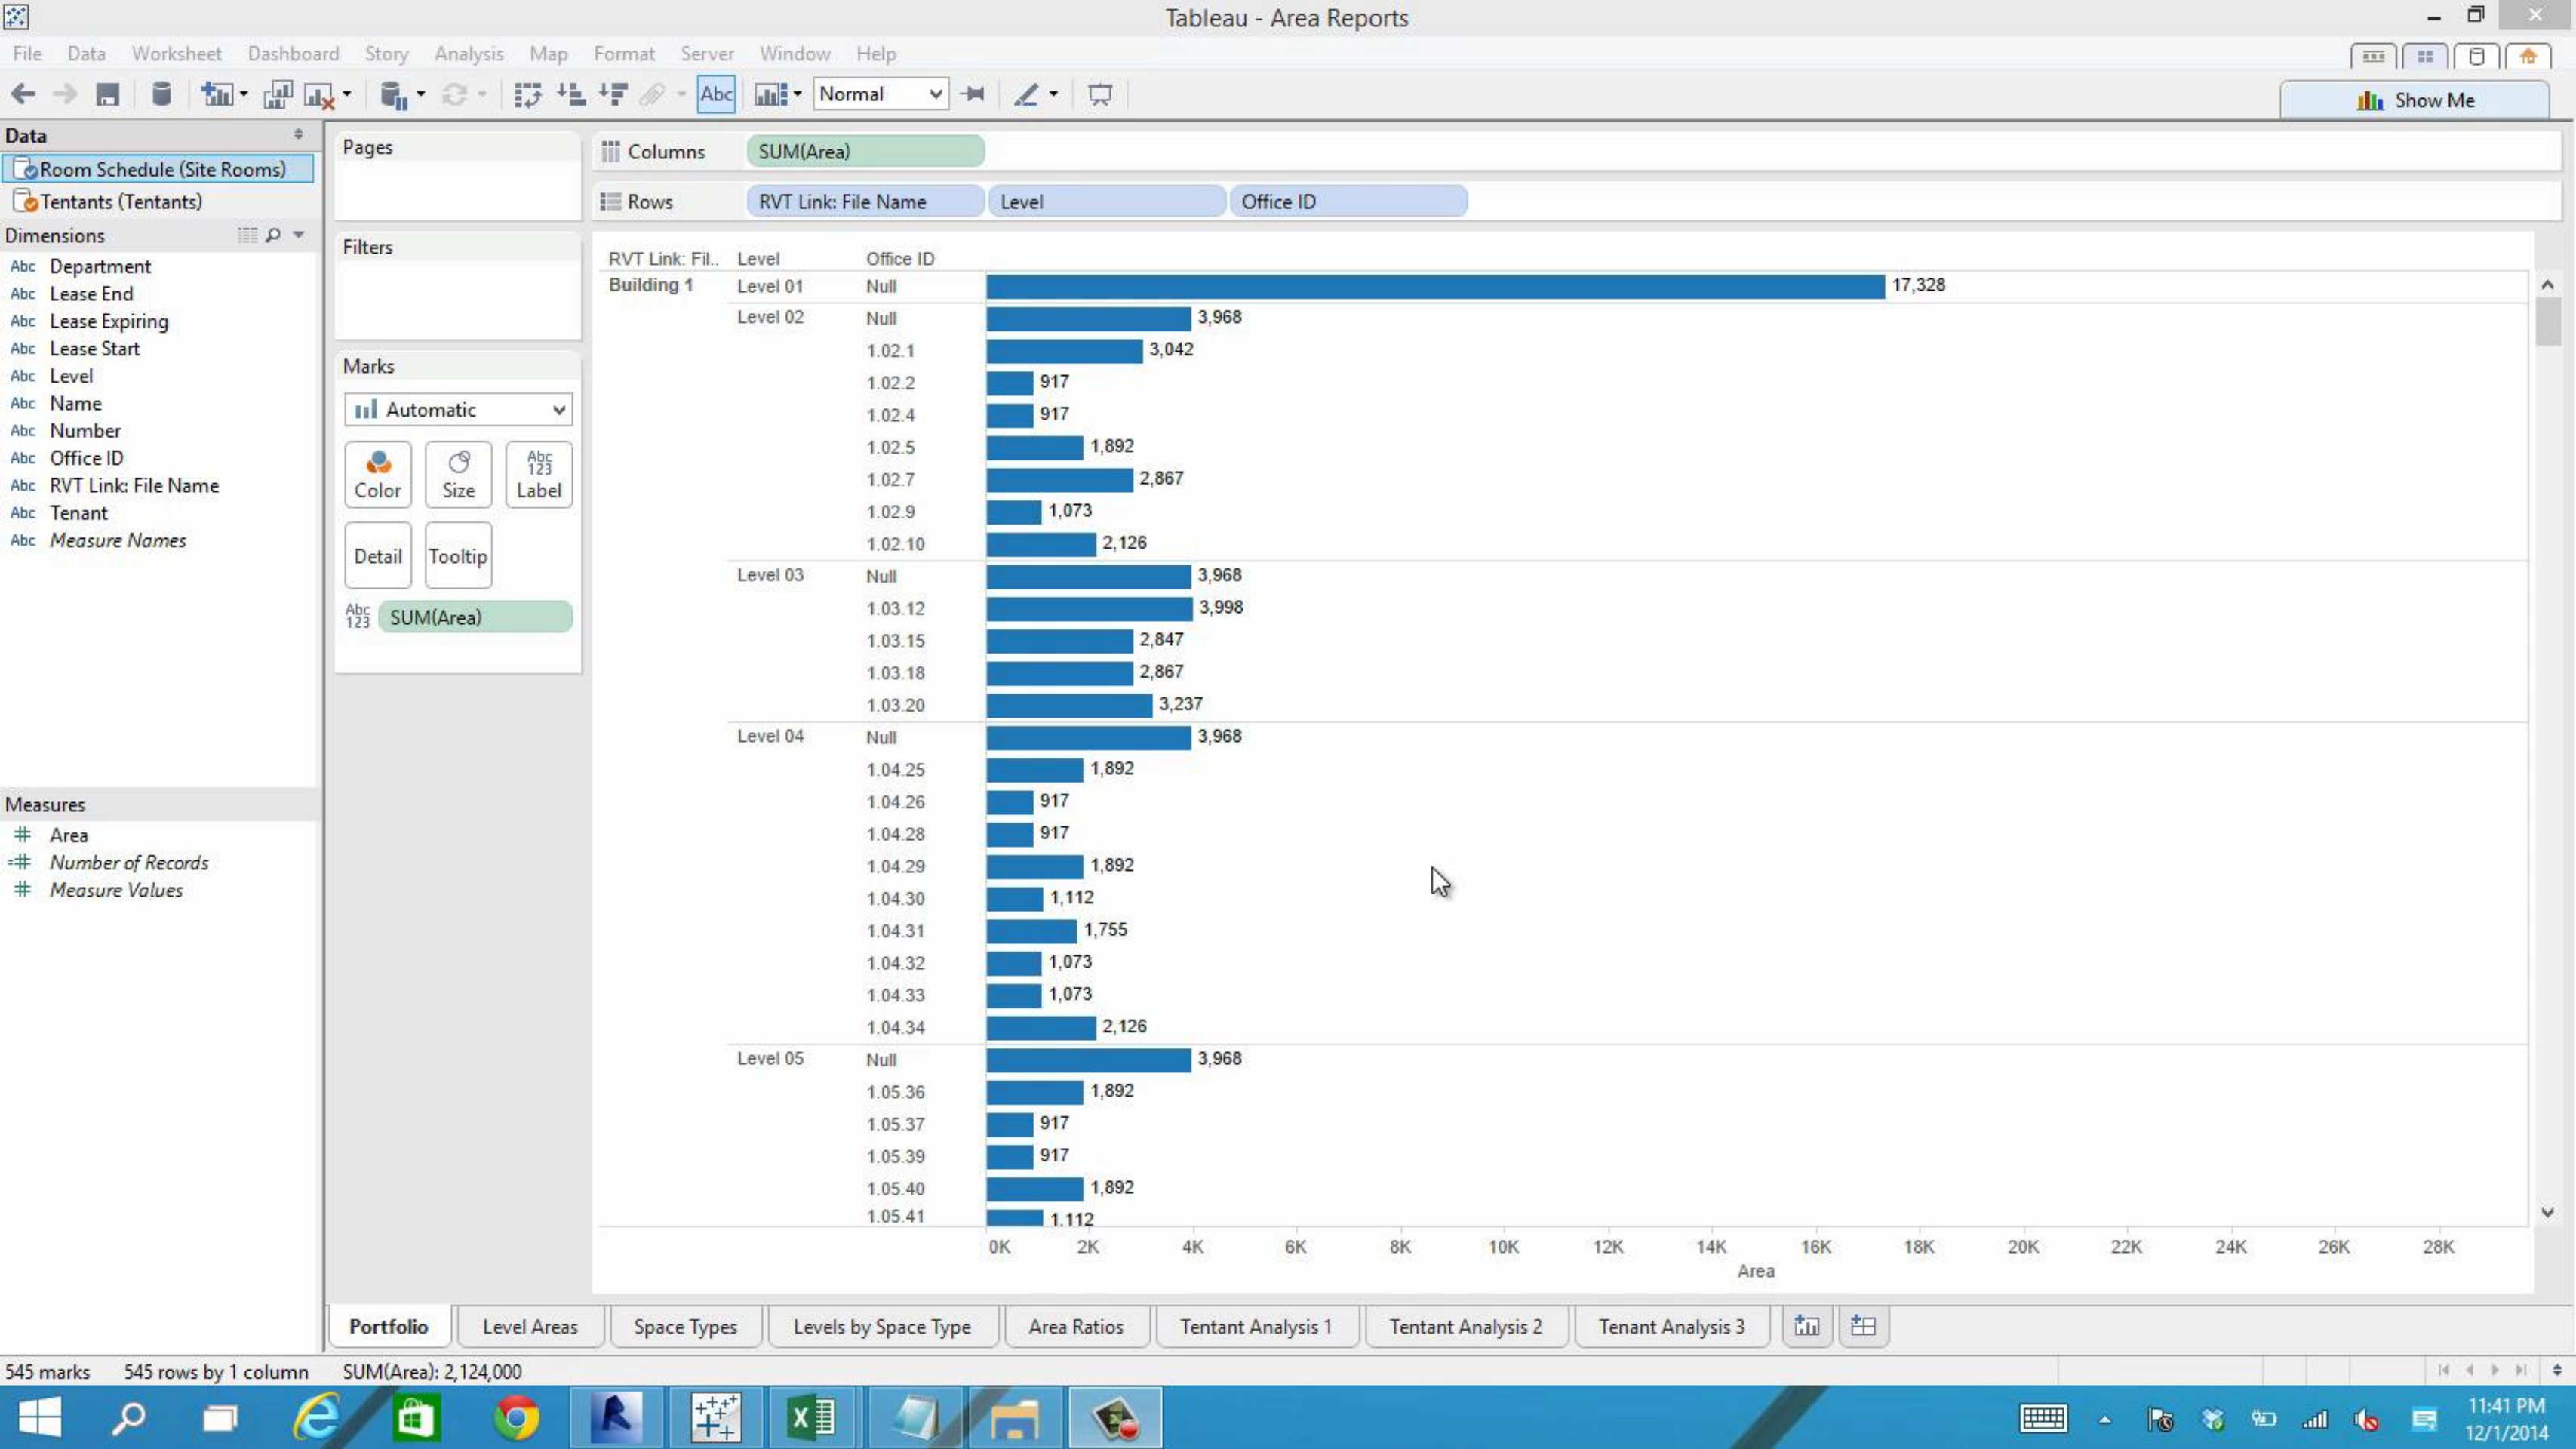 Tableau - Area Reports
File Data Worksheet Dashboard Story Analysis Map Format Server Window Help
Abc Normal Show Me
Data
Room Schedule (Site Rooms)
Tentants (Tentants)
Dimensions
Abc Department
Abc Lease End
Abc Lease Expiring
Abc Lease Start
Abc Level
Abc Name
Abc Number
Abc Office ID
Abc RVT Link: File Name
Abc Tenant
Abc Measure Names
Measures
# Area
=# Number of Records
# Measure Values
Pages
Filters
Marks
Automatic
Color Size Abc 123 Label
Detail Tooltip
Abc 123 SUM(Area)
Columns SUM(Area)
Rows RVT Link: File Name Level Office ID
RVT Link: Fil.. Level Office ID
Building 1 Level 01 Null 17,328
Level 02 Null 3,968
1.02.1 3,042
1.02.2 917
1.02.4 917
1.02.5 1,892
1.02.7 2,867
1.02.9 1,073
1.02.10 2,126
Level 03 Null 3,968
1.03.12 3,998
1.03.15 2,847
1.03.18 2,867
1.03.20 3,237
Level 04 Null 3,968
1.04.25 1,892
1.04.26 917
1.04.28 917
1.04.29 1,892
1.04.30 1,112
1.04.31 1,755
1.04.32 1,073
1.04.33 1,073
1.04.34 2,126
Level 05 Null 3,968
1.05.36 1,892
1.05.37 917
1.05.39 917
1.05.40 1,892
1.05.41 1,112
0K 2K 4K 6K 8K 10K 12K 14K 16K 18K 20K 22K 24K 26K 28K
Area
Portfolio Level Areas Space Types Levels by Space Type Area Ratios Tentant Analysis 1 Tentant Analysis 2 Tenant Analysis 3
545 marks 545 rows by 1 column SUM(Area): 2,124,000
11:41 PM
12/1/2014